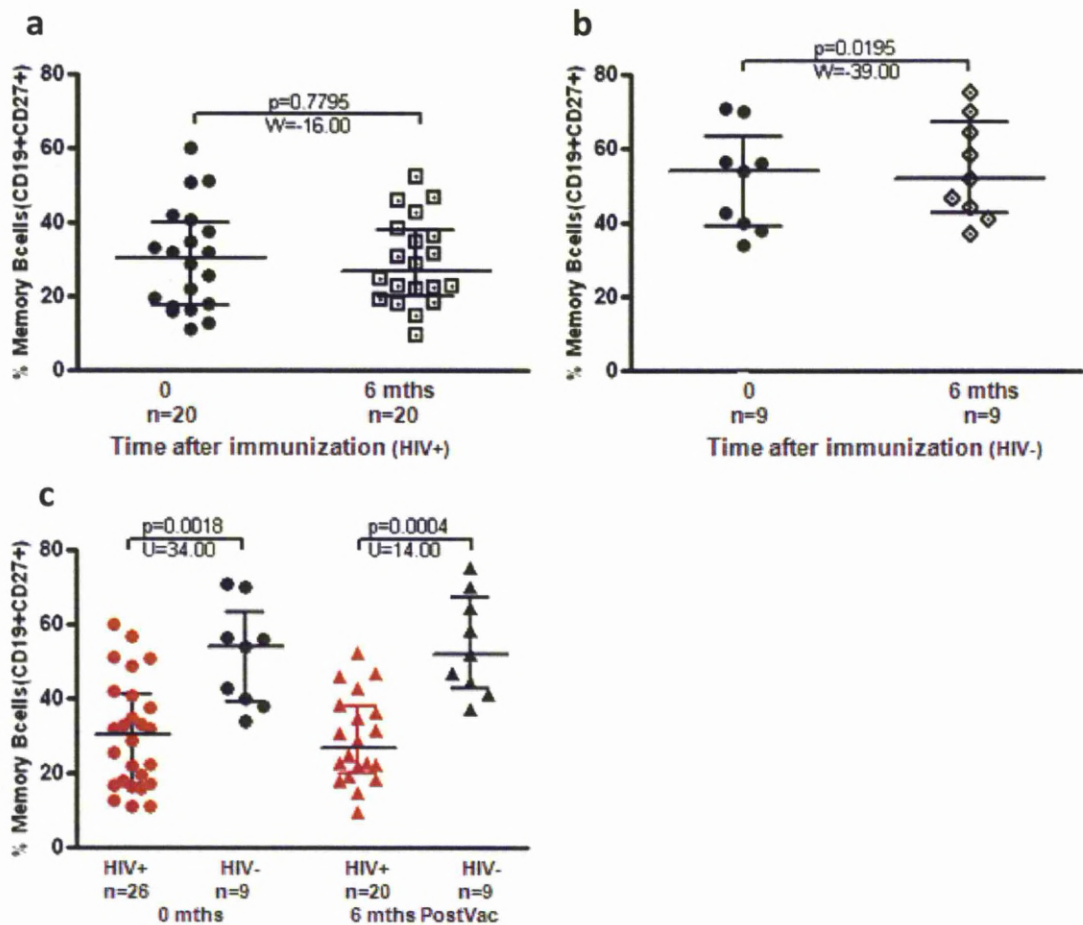 a
p=0.7795
W=-16.00
80
60
40
20
0
% Memory Bcells(CD19+CD27+)
0
6 mths
n=20
n=20
Time after immunization (HIV+)
b
p=0.0195
W=-39.00
80
60
40
20
0
% Memory Bcells(CD19+CD27+)
0
6 mths
n=9
n=9
Time after immunization (HIV-)
c
p=0.0018
U=34.00
p=0.0004
U=14.00
80
60
40
20
0
% Memory Bcells(CD19+CD27+)
HIV+
HIV-
HIV+
HIV-
n=26
n=9
n=20
n=9
0 mths
6 mths PostVac